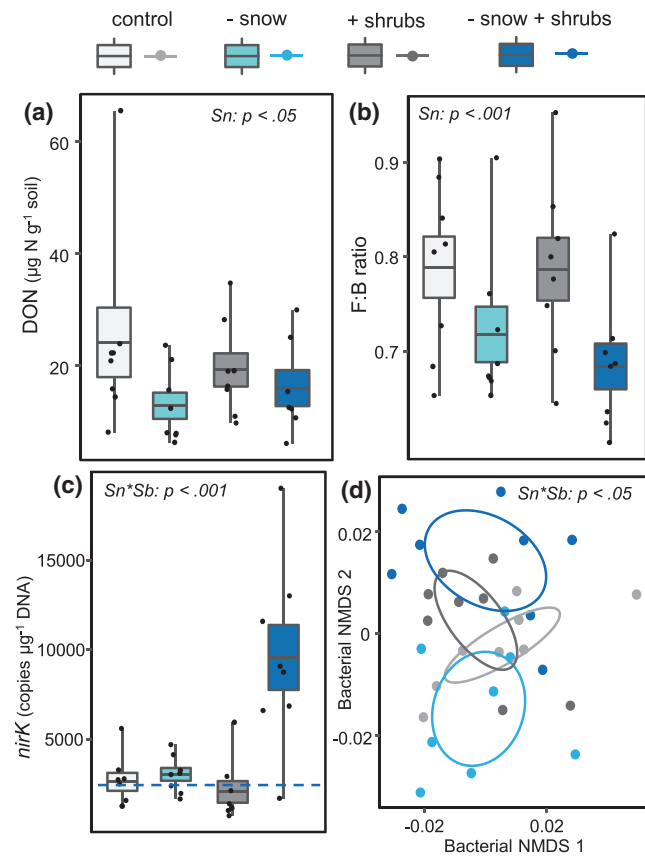 control - snow + shrubs - snow + shrubs
(a)
Sn: p < .05
60
40
20
DON (µg N g-1 soil)
(b)
Sn: p < .001
0.9
0.8
0.7
F:B ratio
(c)
Sn*Sb: p < .001
15000
10000
5000
nirK (copies µg-1 DNA)
(d)
Sn*Sb: p < .05
0.02
0
-0.02
Bacterial NMDS 2
-0.02 0.02
Bacterial NMDS 1